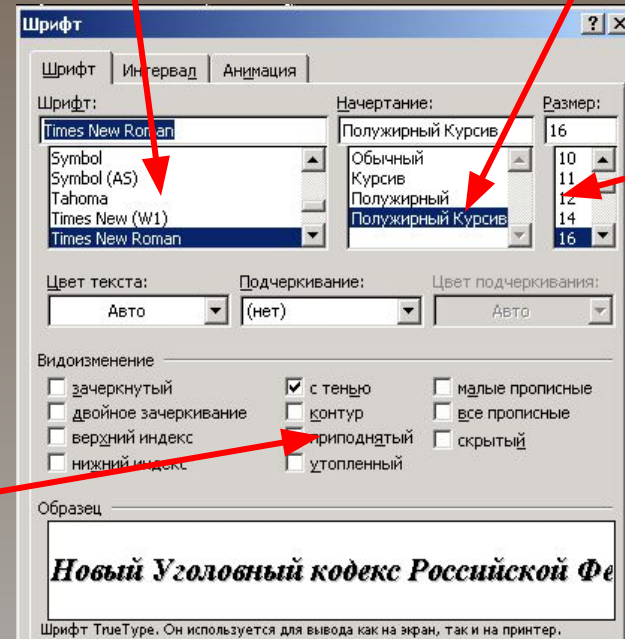 Шрифт
Шрифт Интервал Анимация
Шрифт: Начертание: Размер:
Times New Roman Полужирный Курсив 16
Symbol Обычный 10
Symbol (AS) Курсив 11
Tahoma Полужирный 12
Times New (W1) Полужирный Курсив 14
Times New Roman 16
Цвет текста: Подчеркивание: Цвет подчеркивания:
Авто (нет) Авто
Видоизменение
зачеркнутый с тенью малые прописные
двойное зачеркивание контур все прописные
верхний индекс приподнятый скрытый
нижний индекс утопленный
Образец
Новый Уголовный кодекс Российской Фе
Шрифт TrueType. Он используется для вывода как на экран, так и на принтер.